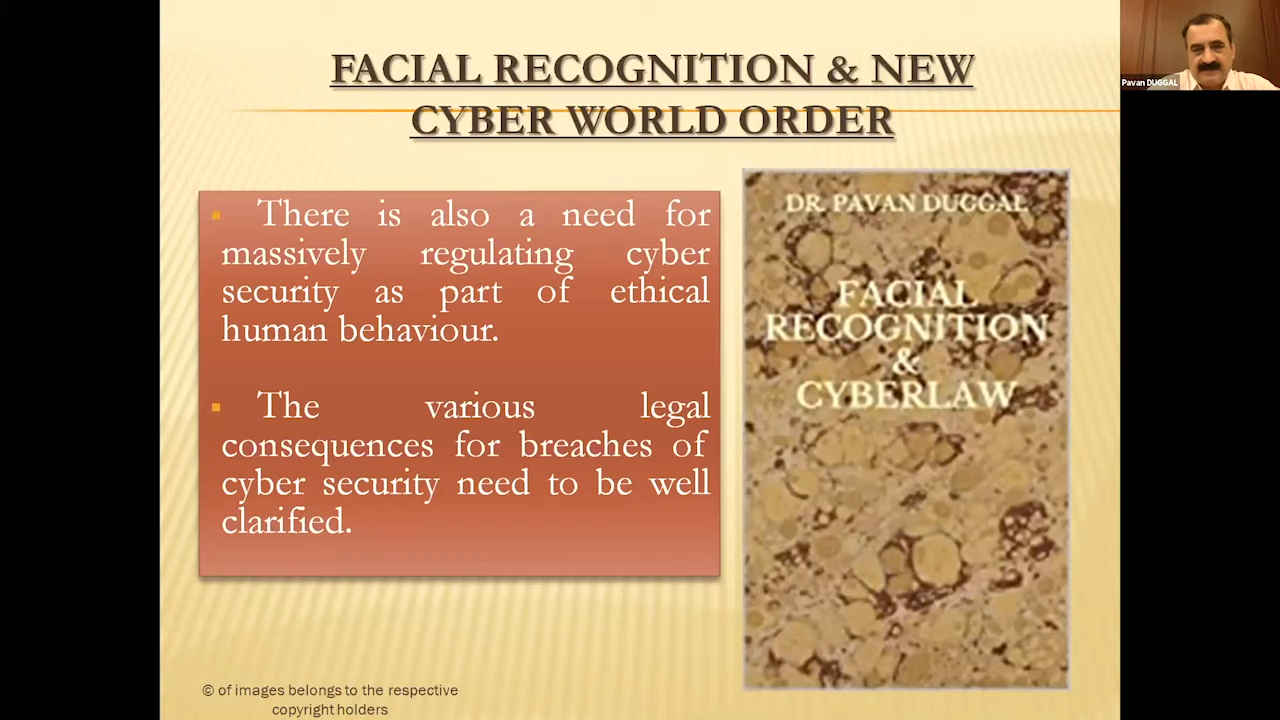 FACIAL RECOGNITION & NEW
CYBER WORLD ORDER
Pavan DUGGAL
▪ There is also a need for
massively regulating cyber
security as part of ethical
human behaviour.
▪ The various legal
consequences for breaches of
cyber security need to be well
clarified.
DR. PAVAN DUGGAL
FACIAL
RECOGNITION
&
CYBERLAW
© of images belongs to the respective
copyright holders